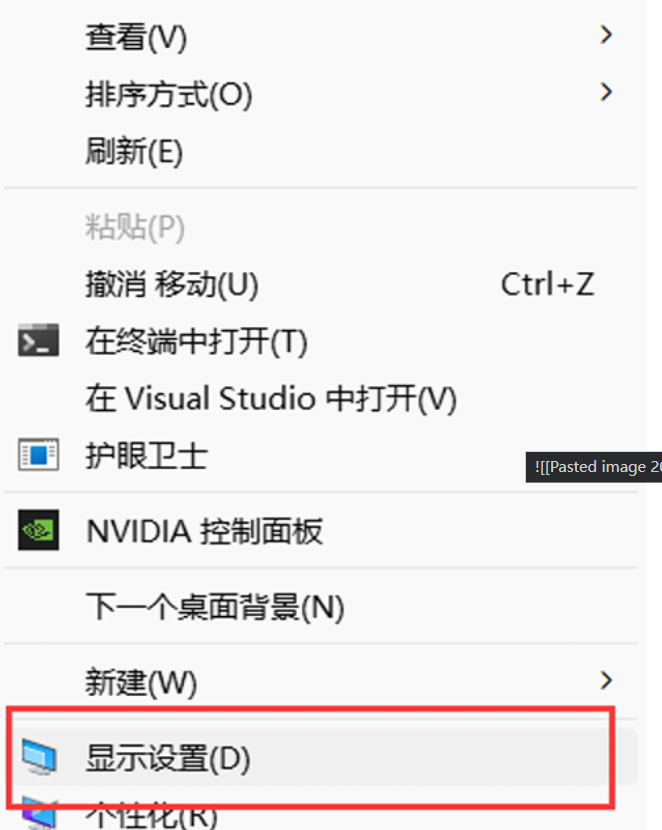 查看(V)
排序方式(O)
刷新(E)
粘贴(P)
撤消 移动(U) Ctrl+Z
在终端中打开(T)
在 Visual Studio 中打开(V)
护眼卫士
![[Pasted image 20
NVIDIA 控制面板
下一个桌面背景(N)
新建(W)
显示设置(D)
个性化(R)